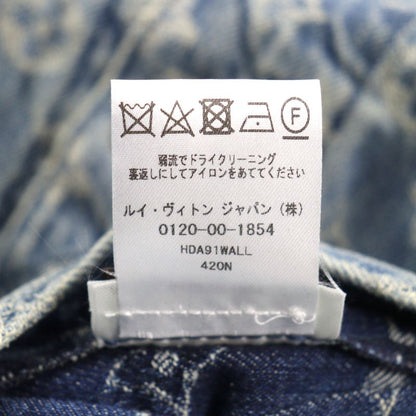 F
弱流でドライクリーニング
裏返しにしてアイロンをあててください
ルイ・ヴィトン ジャパン (株)
0120-00-1854
HDA91WALL
420N